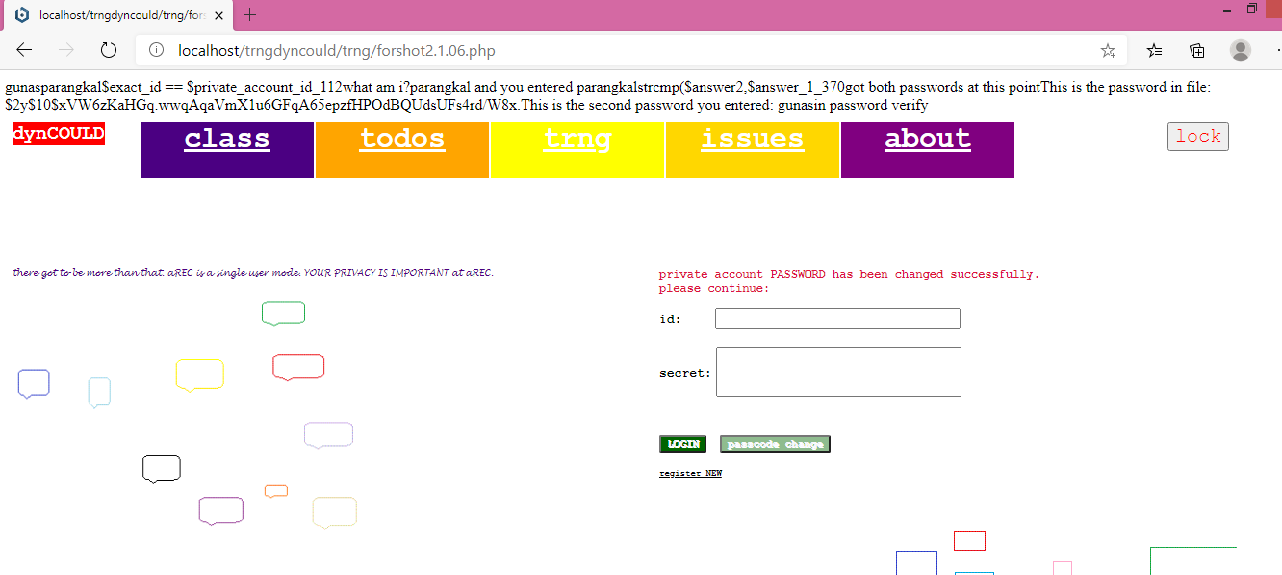 localhost/trngdynccould/trng/fors
localhost/trngdyncould/trng/forshot2.1.06.php
gunasparangkal$exact_id == $private_account_id_112what am i?parangkal and you entered parangkalstrcmp($answer2,$answer_1_370got both passwords at this pointThis is the password in file:
$2y$10$xVW6zKaHGq.wwqAqaVmX1u6GFqA65epzfHPOdBQUdsUFs4rd/W8x.This is the second password you entered: gunasin password verify
dynCOULD class todos trng issues about lock
there got to be more than that. aREC is a single user mode. YOUR PRIVACY IS IMPORTANT at aREC.
private account PASSWORD has been changed successfully.
please continue:
id:
secret:
LOGIN passcode change
register NEW